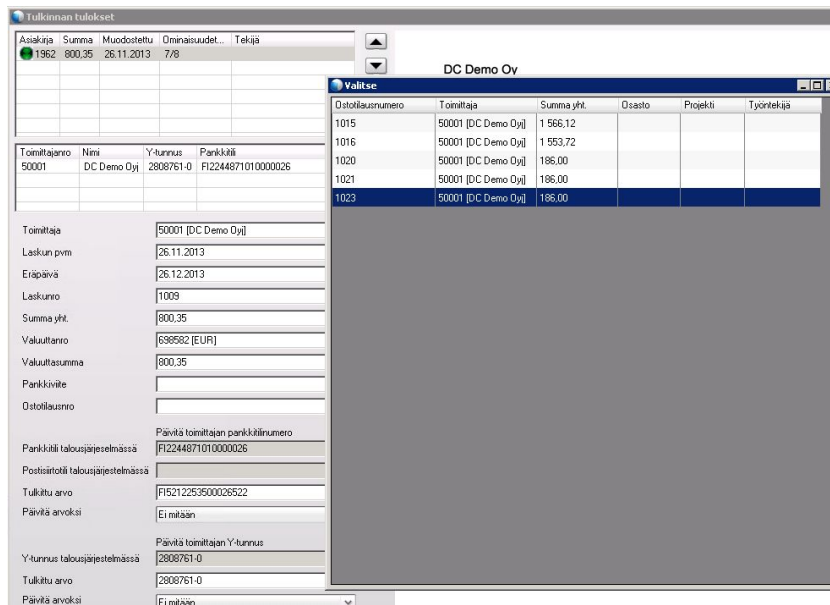 Tulkinnan tulokset
Asiakirja Summa Muodostettu Ominaisuudet... Tekijä
1962 800,35 26.11.2013 7/8
DC Demo Oy
Toimittajanro Nimi Y-tunnus Pankkitili
50001 DC Demo Oyj 2808761-0 FI2244871010000026
Toimittaja 50001 [DC Demo Oyj]
Laskun pvm 26.11.2013
Eräpäivä 26.12.2013
Laskunro 1009
Summa yht. 800,35
Valuuttanro 698582 [EUR]
Valuuttasumma 800,35
Pankkiviite
Ostotilausnro
Päivitä toimittajan pankkitilinumero
Pankkitili talousjärjeselmässä FI2244871010000026
Postisiirtotili talousjärjestelmässä
Tulkittu arvo FI5212253500026522
Päivitä arvoksi Ei mitään
Päivitä toimittajan Y-tunnus
Y-tunnus talousjärjestelmässä 2808761-0
Tulkittu arvo 2808761-0
Päivitä arvoksi Ei mitään
Valitse
Ostotilausnumero Toimittaja Summa yht. Osasto Projekti Työntekijä
1015 50001 [DC Demo Oyj] 1 566,12
1016 50001 [DC Demo Oyj] 1 553,72
1020 50001 [DC Demo Oyj] 186,00
1021 50001 [DC Demo Oyj] 186,00
1023 50001 [DC Demo Oyj] 186,00